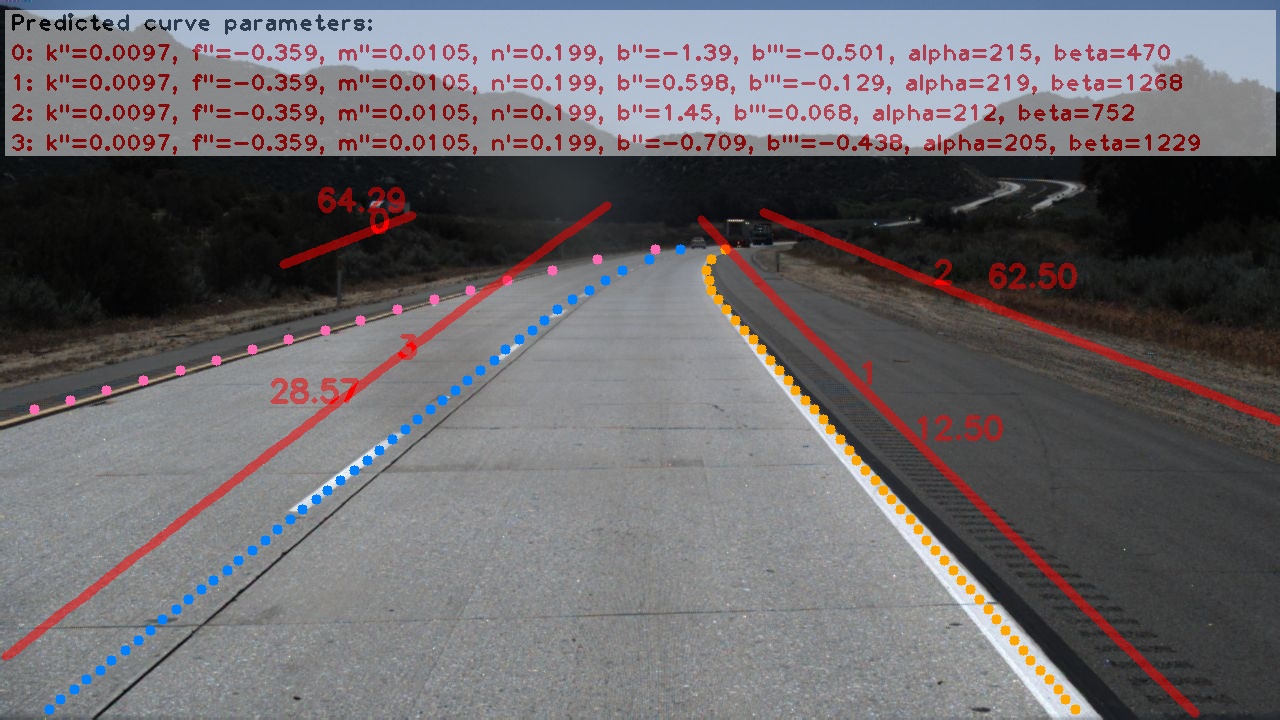 Predicted curve parameters:
0: k''=0.0097, f''=−0.359, m''=0.0105, n'=0.199, b''=−1.39, b'''=−0.501, alpha=215, beta=470
1: k''=0.0097, f''=−0.359, m''=0.0105, n'=0.199, b''=0.598, b'''=−0.129, alpha=219, beta=1268
2: k''=0.0097, f''=−0.359, m''=0.0105, n'=0.199, b''=1.45, b'''=0.068, alpha=212, beta=752
3: k''=0.0097, f''=−0.359, m''=0.0105, n'=0.199, b''=−0.709, b'''=−0.438, alpha=205, beta=1229
64.29
0
2 62.50
3
28.57
1
12.50